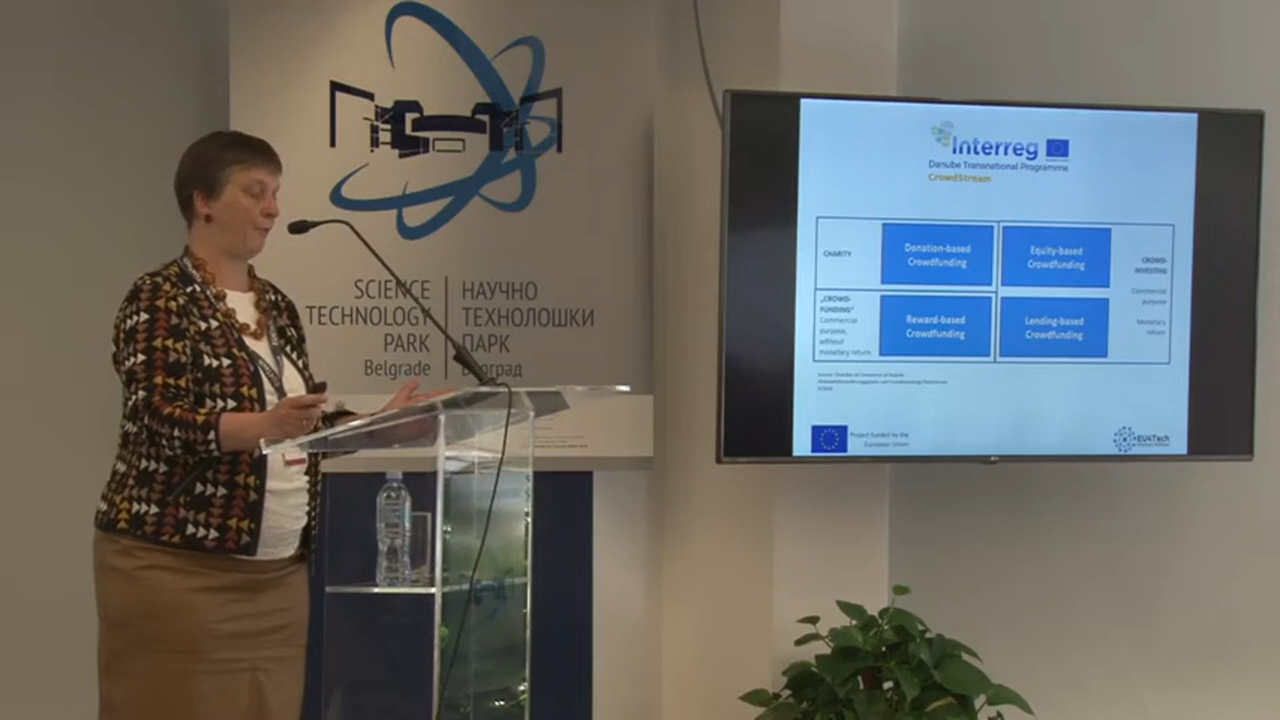 SCIENCE
TECHNOLOGY
PARK
Belgrade
НАУЧНО
ТЕХНОЛОШКИ
ПАРК
Београд
Interreg
Danube Transnational Programme
CrowdStream
CHARITY
Donation-based
Crowdfunding
Equity-based
Crowdfunding
CROWD-
INVESTING
Commercial
purpose
Monetary
return
„CROWD-
FUNDING"
Commercial
purpose,
without
monetary return
Reward-based
Crowdfunding
Lending-based
Crowdfunding
Project funded by the
European Union
EU4Tech